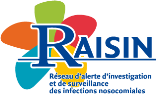 RAISIN
Réseau d'alerte d'investigation
et de surveillance
des infections nosocomiales